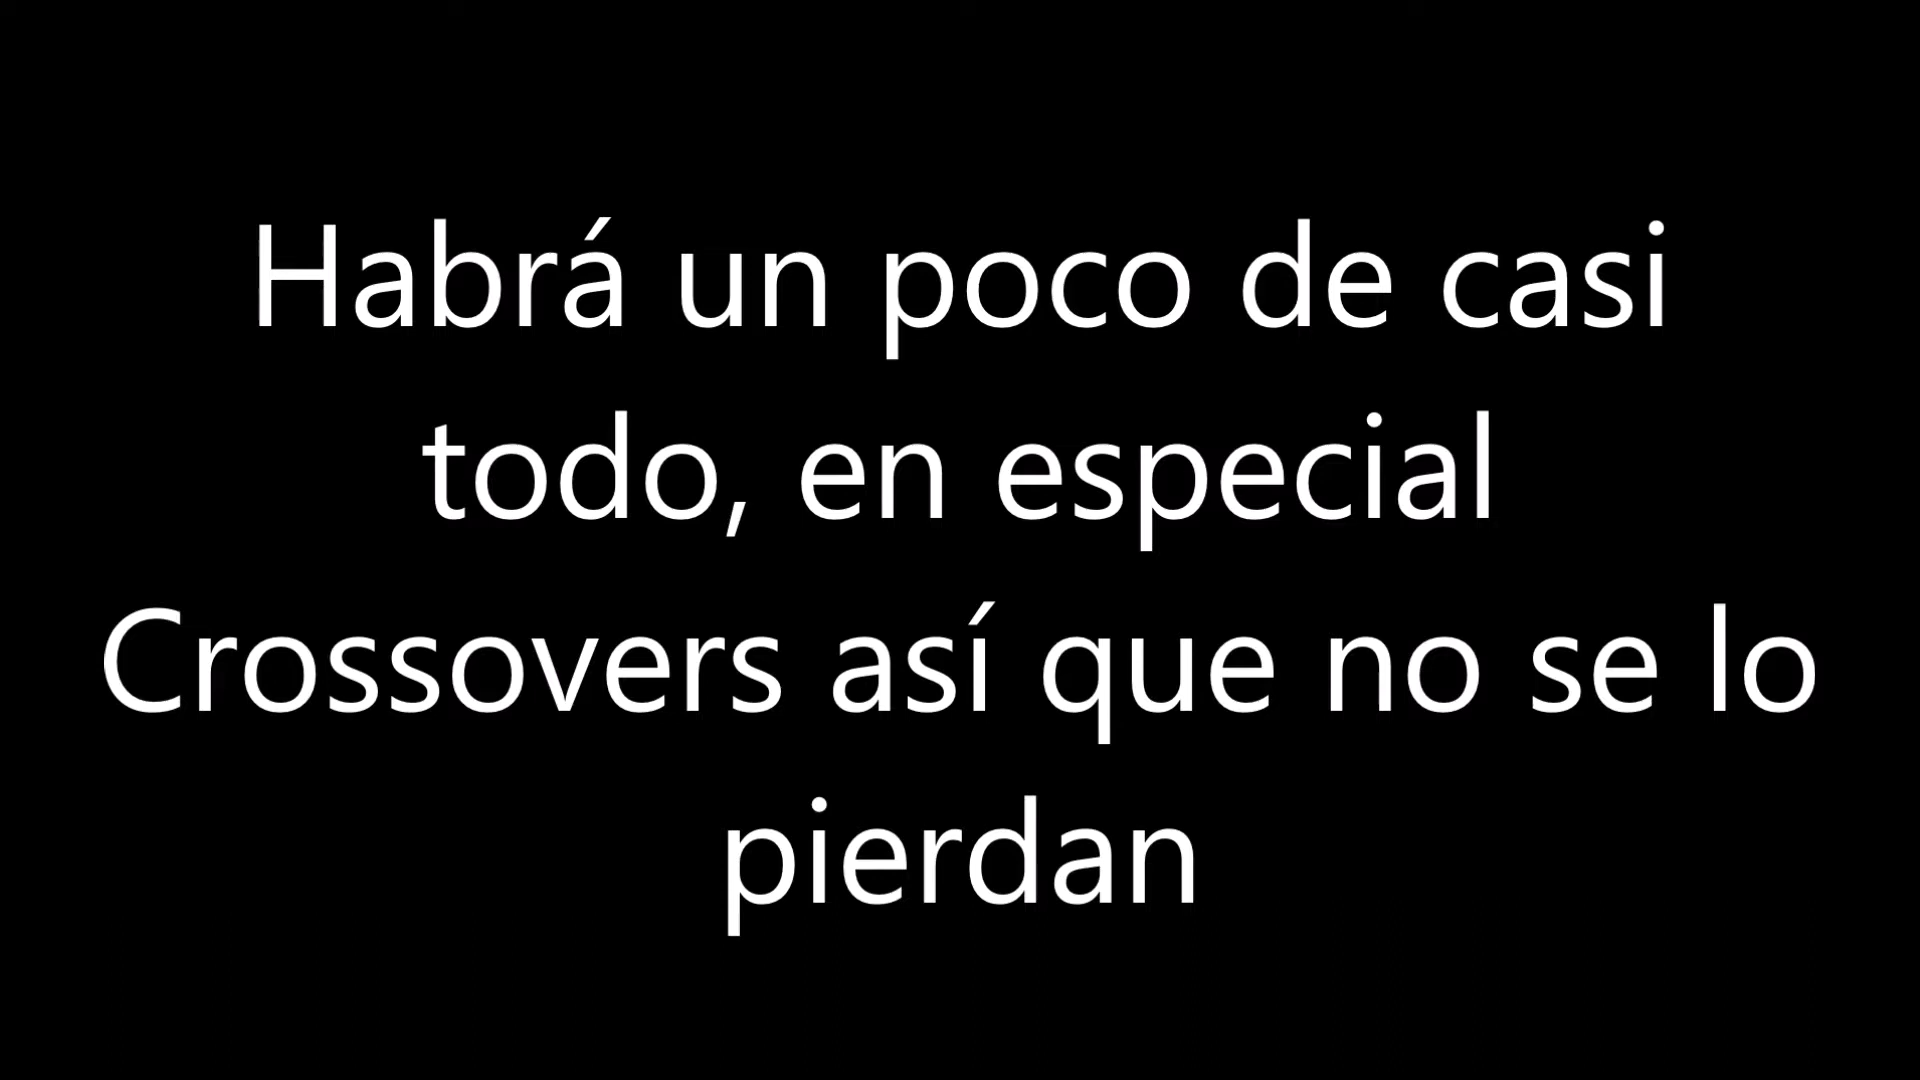 Habrá un poco de casi
todo, en especial
Crossovers así que no se lo
pierdan